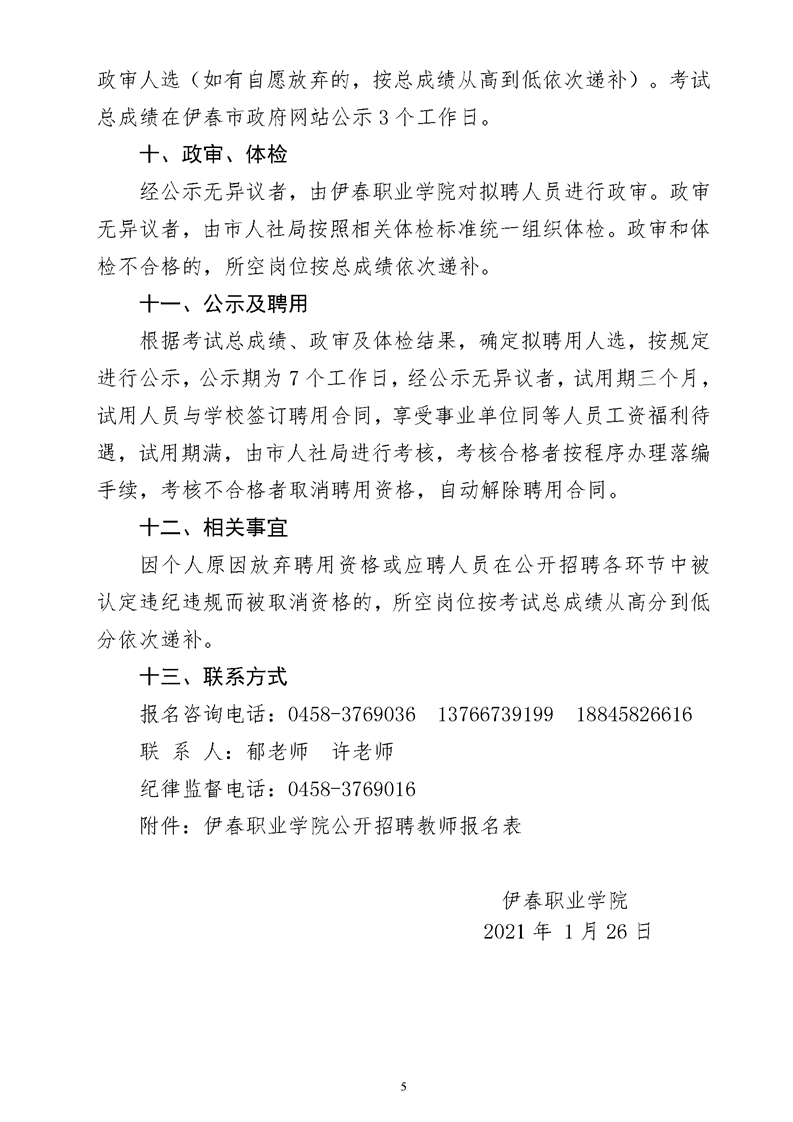 政审人选（如有自愿放弃的，按总成绩从高到低依次递补）。考试
总成绩在伊春市政府网站公示 3 个工作日。
十、政审、体检
经公示无异议者，由伊春职业学院对拟聘人员进行政审。政审
无异议者，由市人社局按照相关体检标准统一组织体检。政审和体
检不合格的，所空岗位按总成绩依次递补。
十一、公示及聘用
根据考试总成绩、政审及体检结果，确定拟聘用人选，按规定
进行公示，公示期为 7 个工作日，经公示无异议者，试用期三个月，
试用人员与学校签订聘用合同，享受事业单位同等人员工资福利待
遇，试用期满，由市人社局进行考核，考核合格者按程序办理落编
手续，考核不合格者取消聘用资格，自动解除聘用合同。
十二、相关事宜
因个人原因放弃聘用资格或应聘人员在公开招聘各环节中被
认定违纪违规而被取消资格的，所空岗位按考试总成绩从高分到低
分依次递补。
十三、联系方式
报名咨询电话：0458-3769036 13766739199 18845826616
联 系 人：郁老师 许老师
纪律监督电话：0458-3769016
附件：伊春职业学院公开招聘教师报名表
伊春职业学院
2021 年 1 月 26 日
5